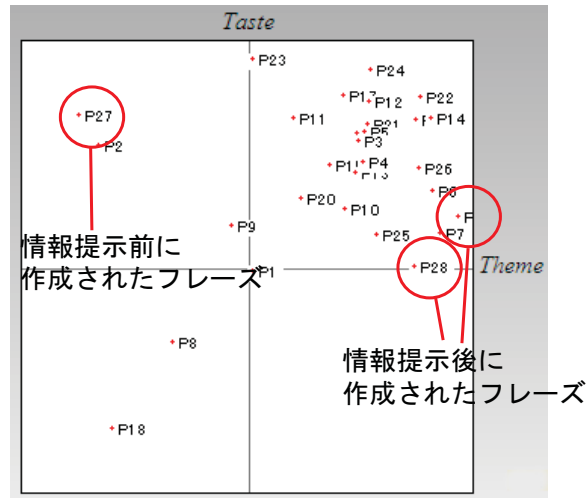 Taste
P23
P24
P12
P22
P11
P14
P27
P2
P3
P4
P26
P20
P10
P9
P25
P7
情報提示前に
作成されたフレーズ
P1
P28
Theme
P8
情報提示後に
作成されたフレーズ
P18